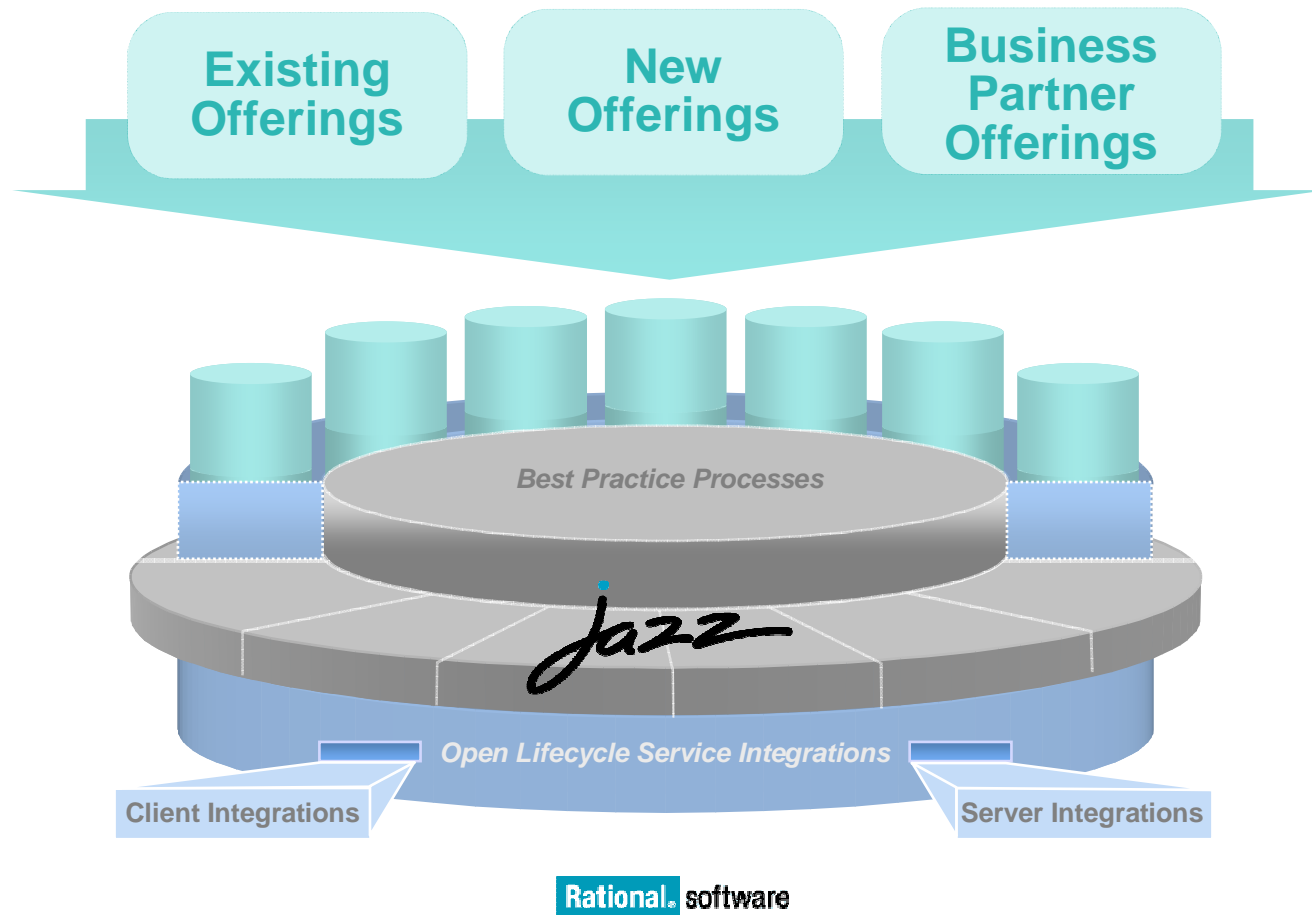 Existing
Offerings
New
Offerings
Business
Partner
Offerings
Best Practice Processes
jazz
Open Lifecycle Service Integrations
Client Integrations
Server Integrations
Rational® software